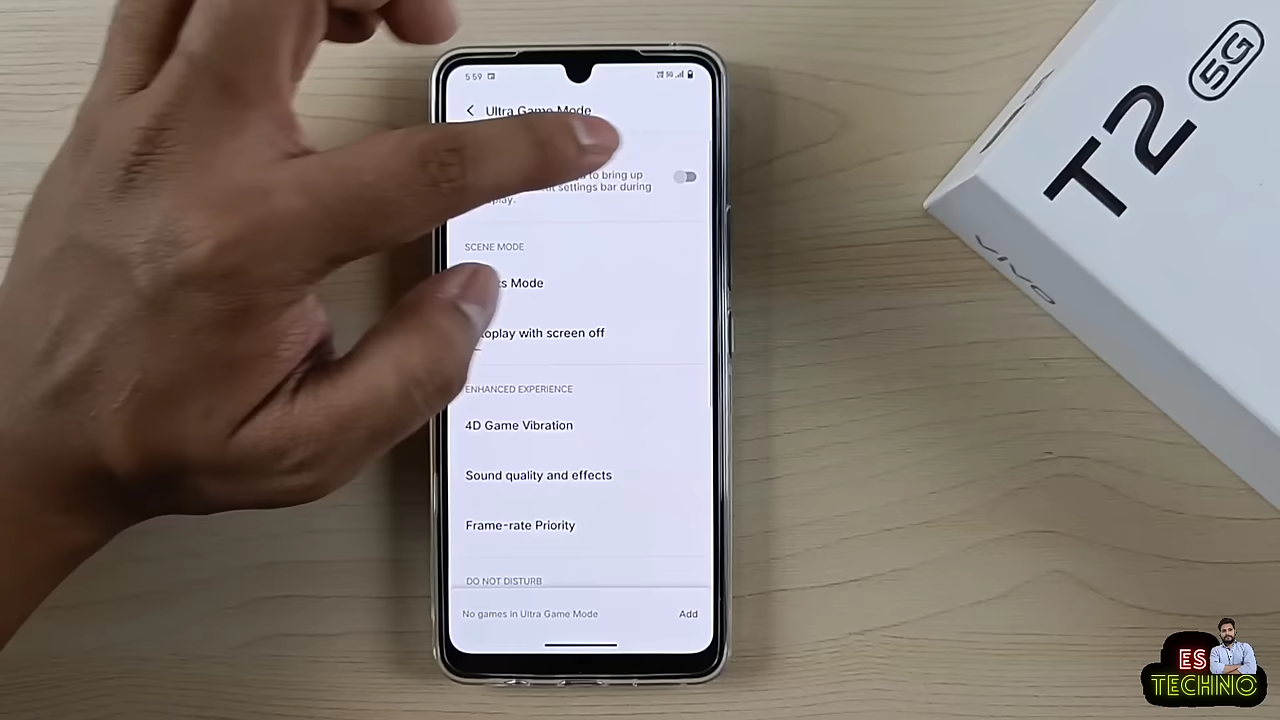 5:59
Ultra Game Mode
to bring up
settings bar during
play.
SCENE MODE
Mode
play with screen off
ENHANCED EXPERIENCE
4D Game Vibration
Sound quality and effects
Frame-rate Priority
DO NOT DISTURB
No games in Ultra Game Mode Add
T2 5G
vivo
ES
TECHNO